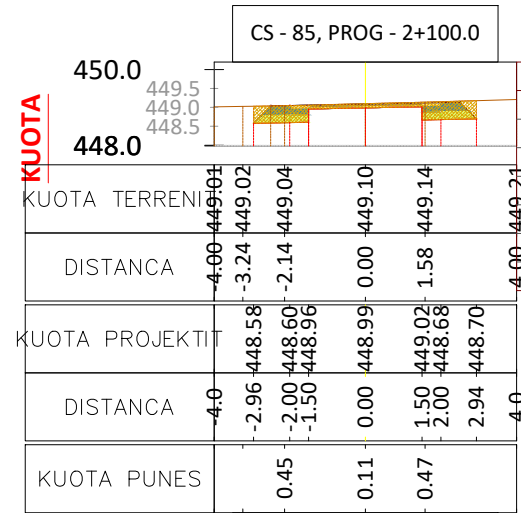 CS - 85, PROG - 2+100.0
KUOTA
450.0
449.5
449.0
448.5
448.0
KUOTA TERRENIT 449.01 449.02 449.04 449.10 449.14 449.21
DISTANCA -4.00 -3.24 -2.14 0.00 1.58 4.00
KUOTA PROJEKTIT 448.58 448.60 448.96 448.99 449.02 448.68 448.70
DISTANCA -4.0 -2.96 -2.00 -1.50 0.00 1.50 2.00 2.94 4.0
KUOTA PUNES 0.45 0.11 0.47